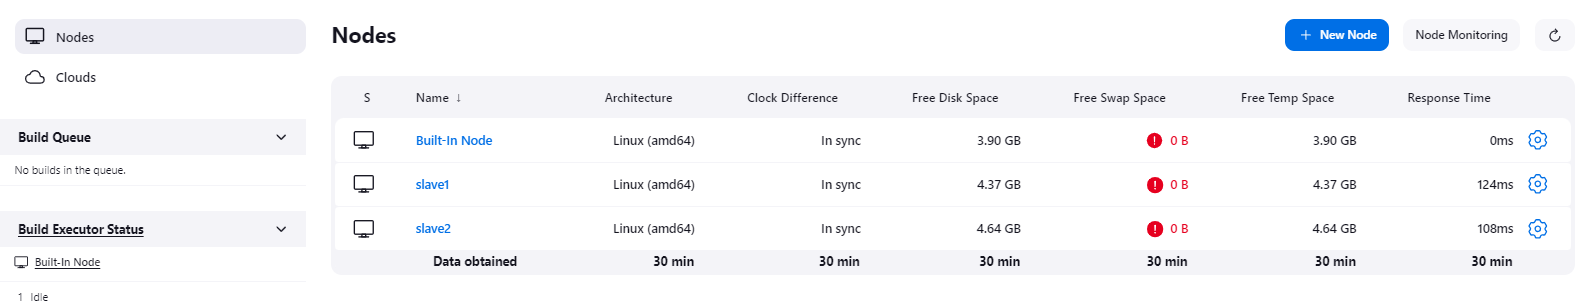 Nodes
Clouds
Build Queue
No builds in the queue.
Build Executor Status
Built-In Node
1 Idle
Nodes
+ New Node
Node Monitoring
S Name ↓ Architecture Clock Difference Free Disk Space Free Swap Space Free Temp Space Response Time
Built-In Node Linux (amd64) In sync 3.90 GB ! 0 B 3.90 GB 0ms
slave1 Linux (amd64) In sync 4.37 GB ! 0 B 4.37 GB 124ms
slave2 Linux (amd64) In sync 4.64 GB ! 0 B 4.64 GB 108ms
Data obtained 30 min 30 min 30 min 30 min 30 min 30 min